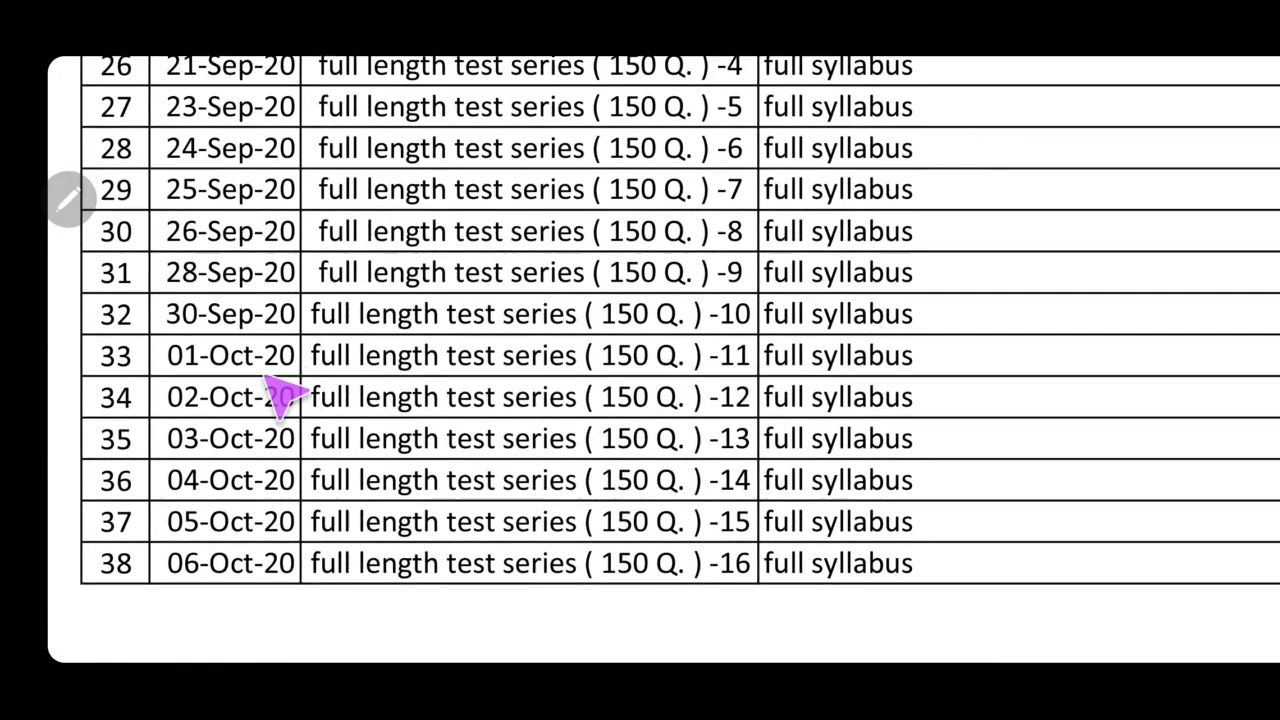 26 21-Sep-20 full length test series ( 150 Q. ) -4 full syllabus
27 23-Sep-20 full length test series ( 150 Q. ) -5 full syllabus
28 24-Sep-20 full length test series ( 150 Q. ) -6 full syllabus
29 25-Sep-20 full length test series ( 150 Q. ) -7 full syllabus
30 26-Sep-20 full length test series ( 150 Q. ) -8 full syllabus
31 28-Sep-20 full length test series ( 150 Q. ) -9 full syllabus
32 30-Sep-20 full length test series ( 150 Q. ) -10 full syllabus
33 01-Oct-20 full length test series ( 150 Q. ) -11 full syllabus
34 02-Oct-20 full length test series ( 150 Q. ) -12 full syllabus
35 03-Oct-20 full length test series ( 150 Q. ) -13 full syllabus
36 04-Oct-20 full length test series ( 150 Q. ) -14 full syllabus
37 05-Oct-20 full length test series ( 150 Q. ) -15 full syllabus
38 06-Oct-20 full length test series ( 150 Q. ) -16 full syllabus